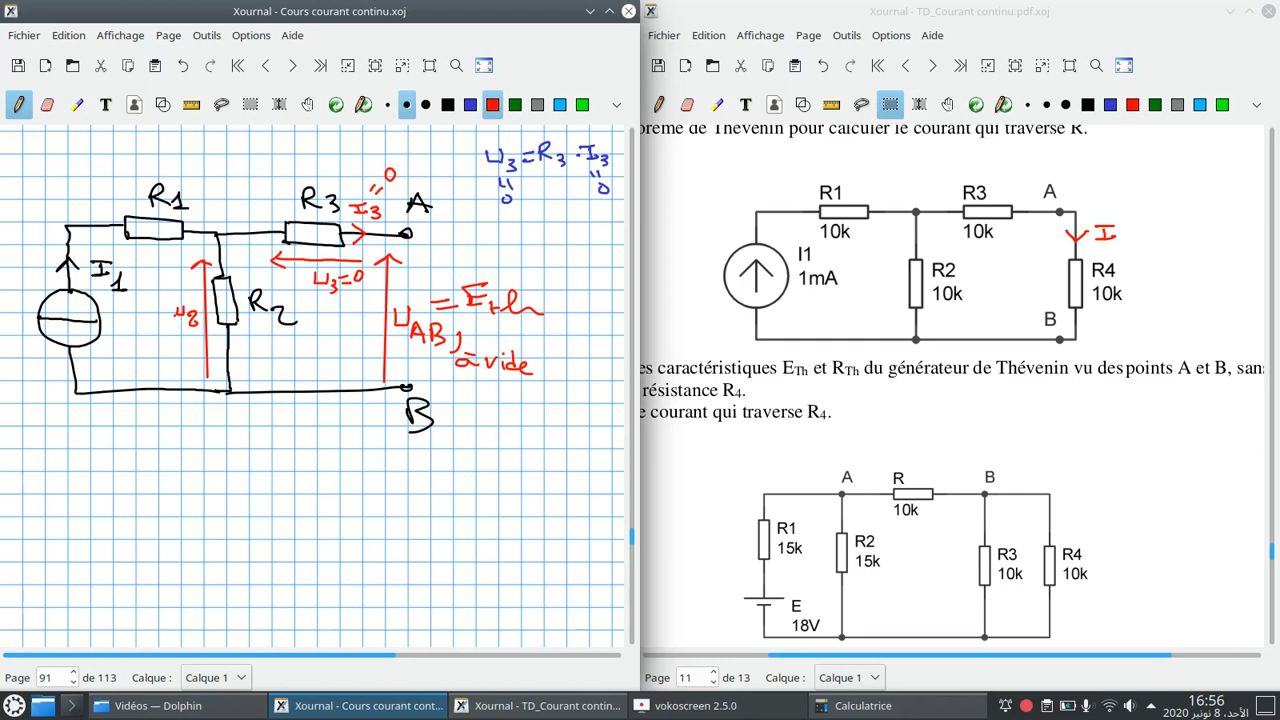 Xournal - Cours courant continu.xoj
Fichier Edition Affichage Page Outils Options Aide
R1
R3
I3
"
0
A
U3=R3.I3
"
0
"
0
I1
U2
R2
U3=0
UAB,
à vide
= Eth
B
Page 91 de 113 Calque : Calque 1
Xournal - TD_Courant continu.pdf.xoj
Fichier Edition Affichage Page Outils Options Aide
orème de Thévenin pour calculer le courant qui traverse R.
R1
10k
R3
10k
A
I
I1
1mA
R2
10k
R4
10k
B
es caractéristiques ETh et RTh du générateur de Thévenin vu des points A et B, san
résistance R4.
e courant qui traverse R4.
A
R
10k
B
R1
15k
R2
15k
R3
10k
R4
10k
E
18V
Page 11 de 13 Calque : Calque 1
Vidéos — Dolphin
Xournal - Cours courant cont...
Xournal - TD_Courant continu....
vokoscreen 2.5.0
Calculatrice
16:56
الأحد، 8 نونبر 2020